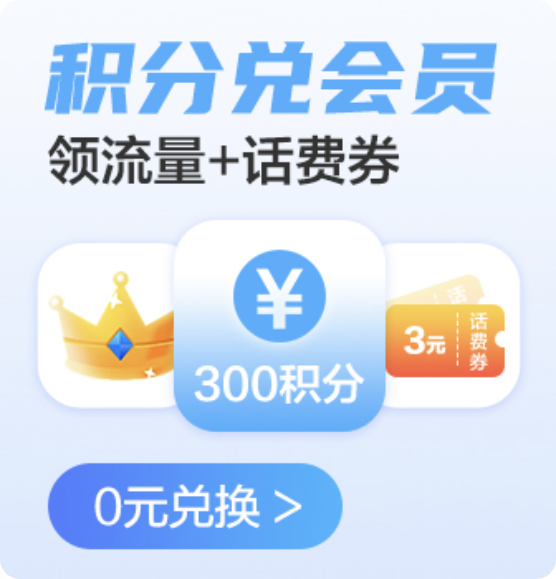 积分兑会员
领流量+话费券
¥
300积分
话
3元
话费券
0元兑换 >